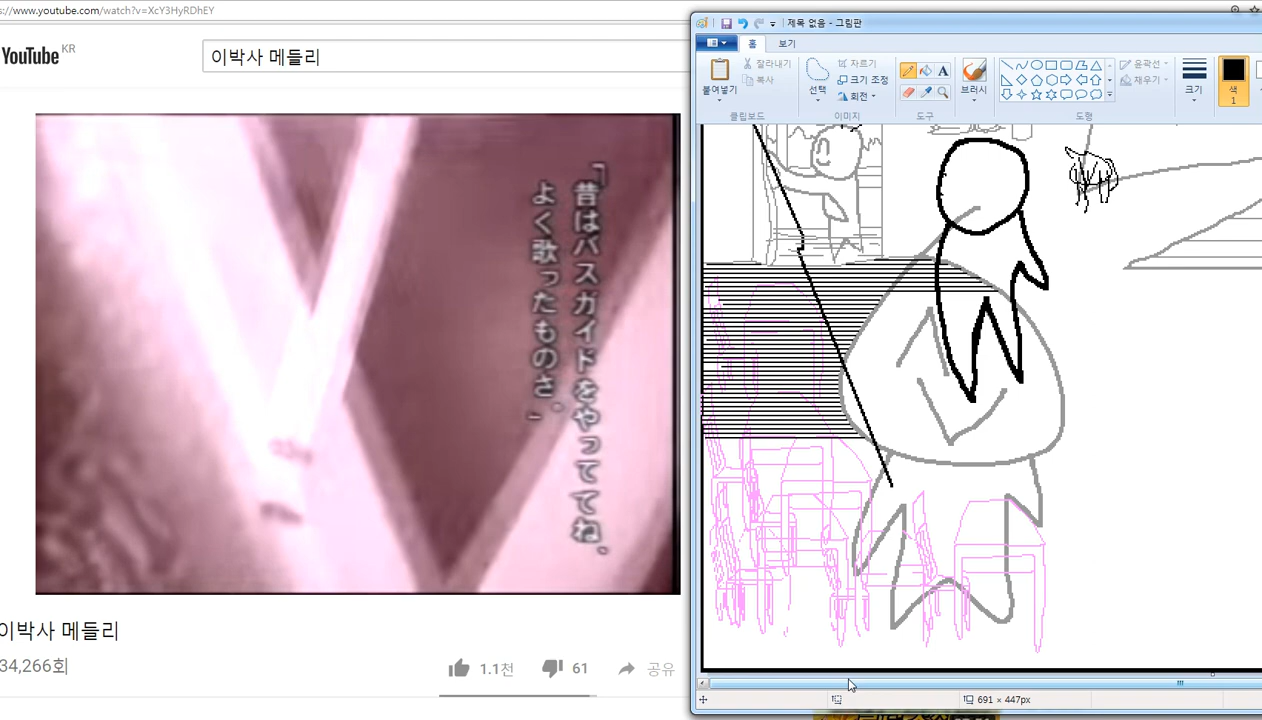 s://www.youtube.com/watch?v=XcY3HyRDhEY
YouTube KR
이박사 메들리
「昔はバスガイドをやっててね、
よく歌ったものさ。」
이박사 메들리
34,266회
1.1천
61
공유
제목 없음 - 그림판
홈
보기
붙여넣기
잘라내기
복사
클립보드
선택
자르기
크기 조정
회전
이미지
A
도구
브러시
윤곽선
채우기
도형
크기
색
1
691 × 447px